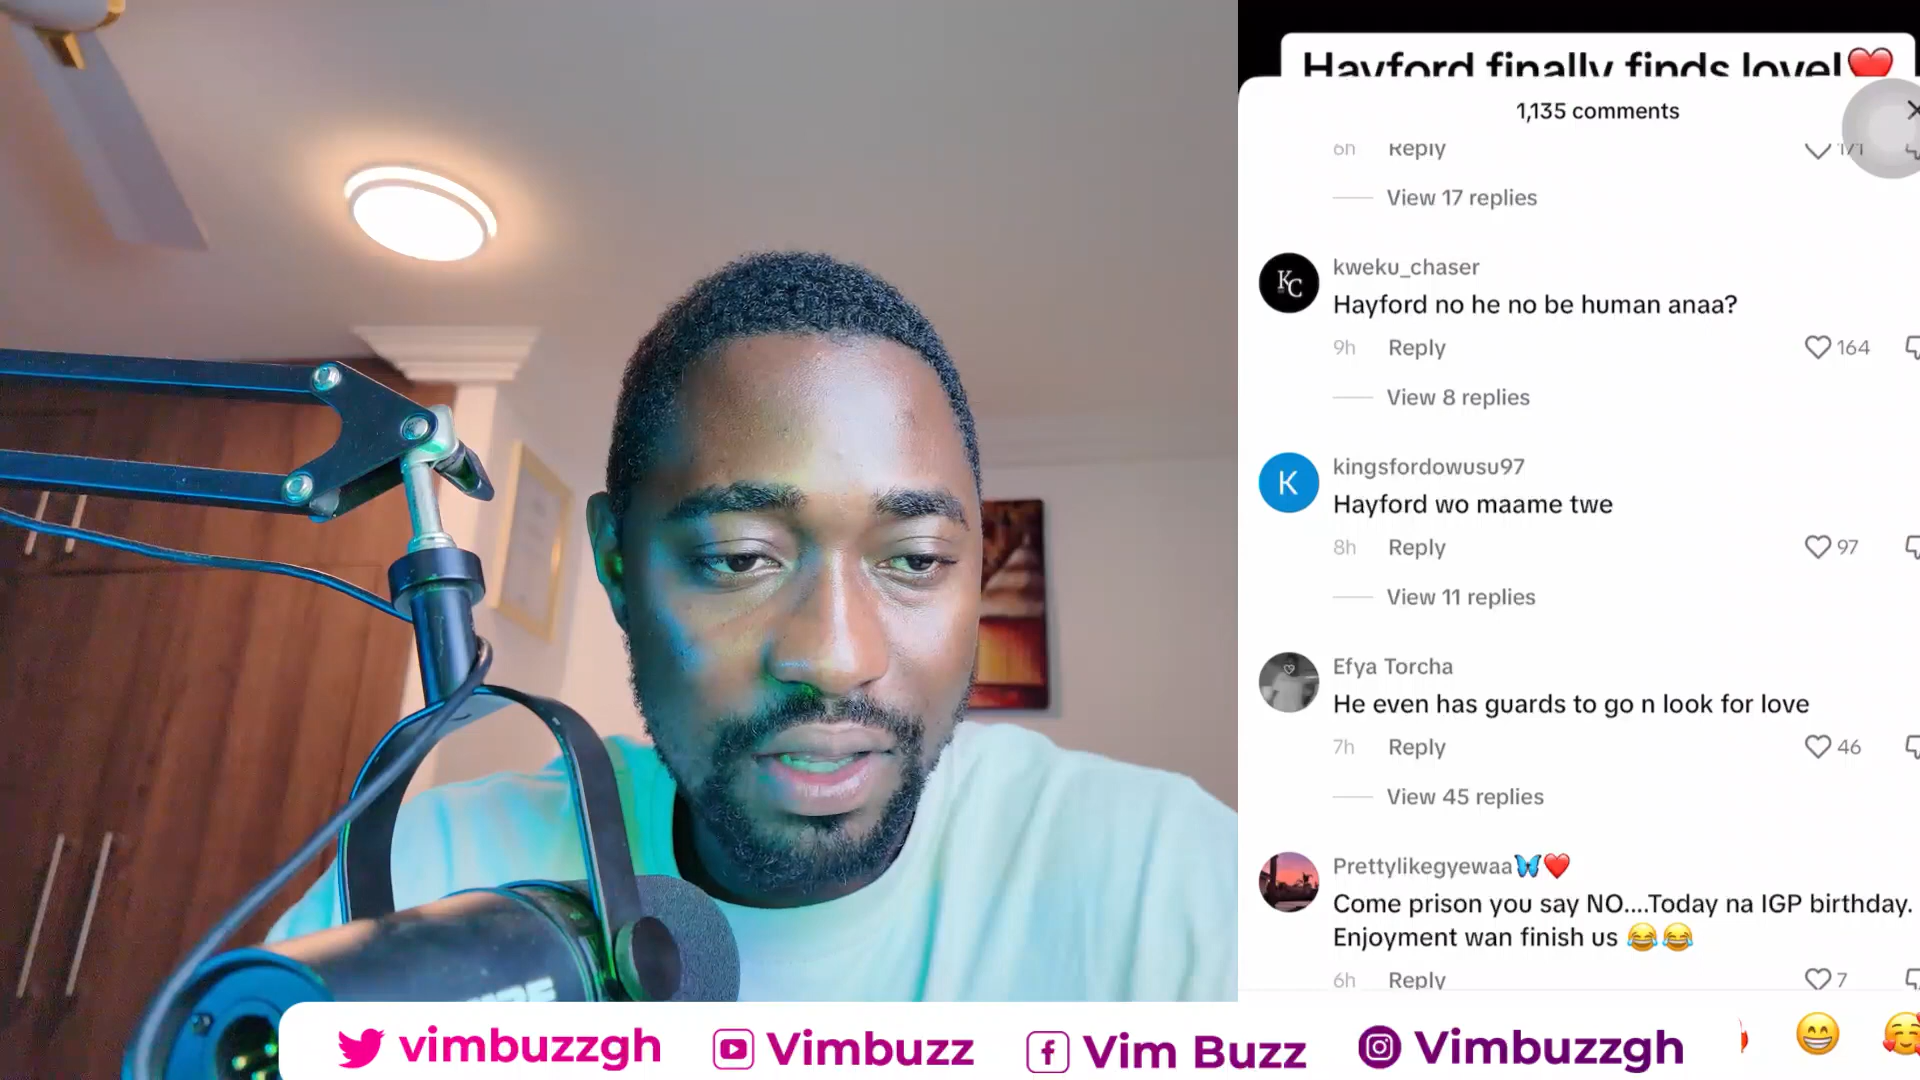 Hayford finally finds love!❤️
1,135 comments
6h Reply 171
View 17 replies
KC
kweku_chaser
Hayford no he no be human anaa?
9h Reply 164
View 8 replies
K
kingsfordowusu97
Hayford wo maame twe
8h Reply 97
View 11 replies
Efya Torcha
He even has guards to go n look for love
7h Reply 46
View 45 replies
Prettylikegyewaa🦋❤️
Come prison you say NO....Today na IGP birthday.
Enjoyment wan finish us 😂😂
6h Reply 7
vimbuzzgh Vimbuzz Vim Buzz Vimbuzzgh